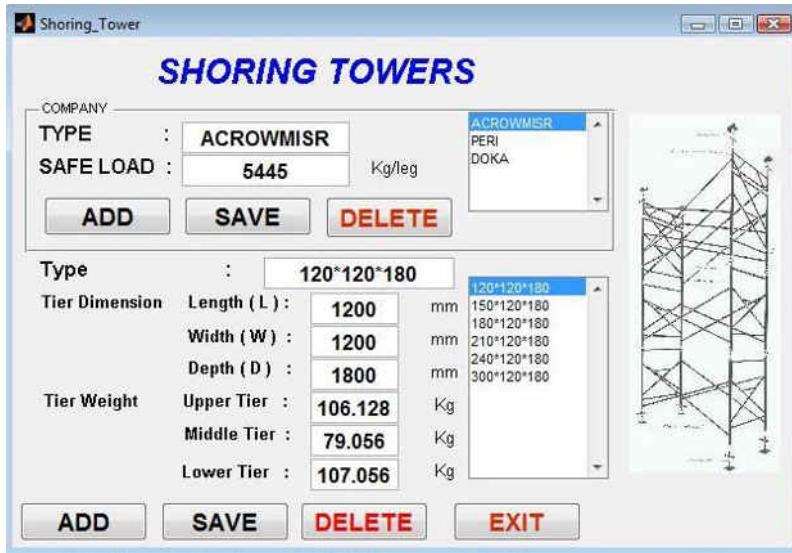 Shoring_Tower
SHORING TOWERS
COMPANY
TYPE : ACROWMISR
SAFE LOAD : 5445 Kg/leg
ACROWMISR
PERI
DOKA
ADD SAVE DELETE
Type : 120*120*180
Tier Dimension Length ( L ) : 1200 mm
Width ( W ) : 1200 mm
Depth ( D ) : 1800 mm
Tier Weight Upper Tier : 106.128 Kg
Middle Tier : 79.056 Kg
Lower Tier : 107.056 Kg
120*120*180
150*120*180
180*120*180
210*120*180
240*120*180
300*120*180
ADD SAVE DELETE EXIT